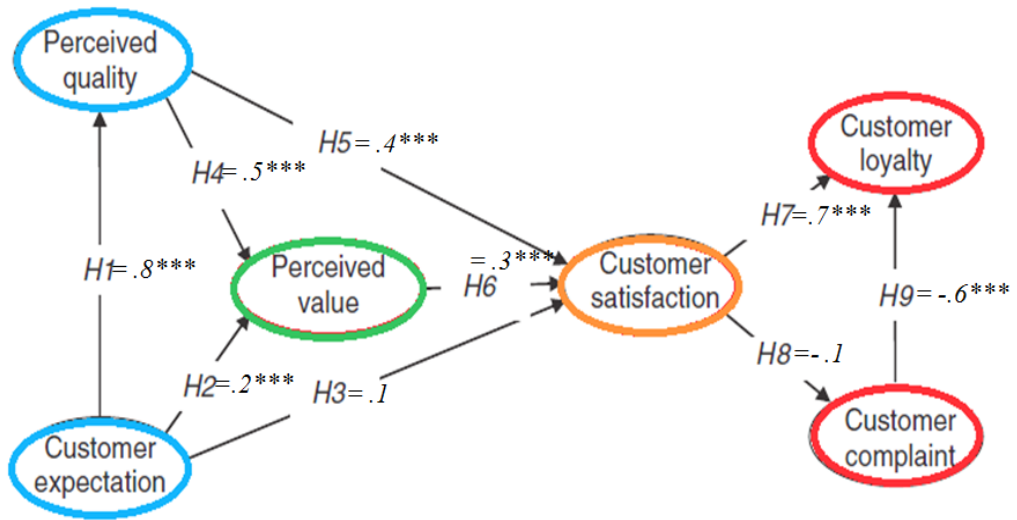 Perceived
quality
Customer
loyalty
H5= .4***
H4= .5***
H7=.7***
H1=.8***
Perceived
value
= .3***
H6
Customer
satisfaction
H9= -.6***
H8=-.1
H2=.2***
H3= .1
Customer
expectation
Customer
complaint